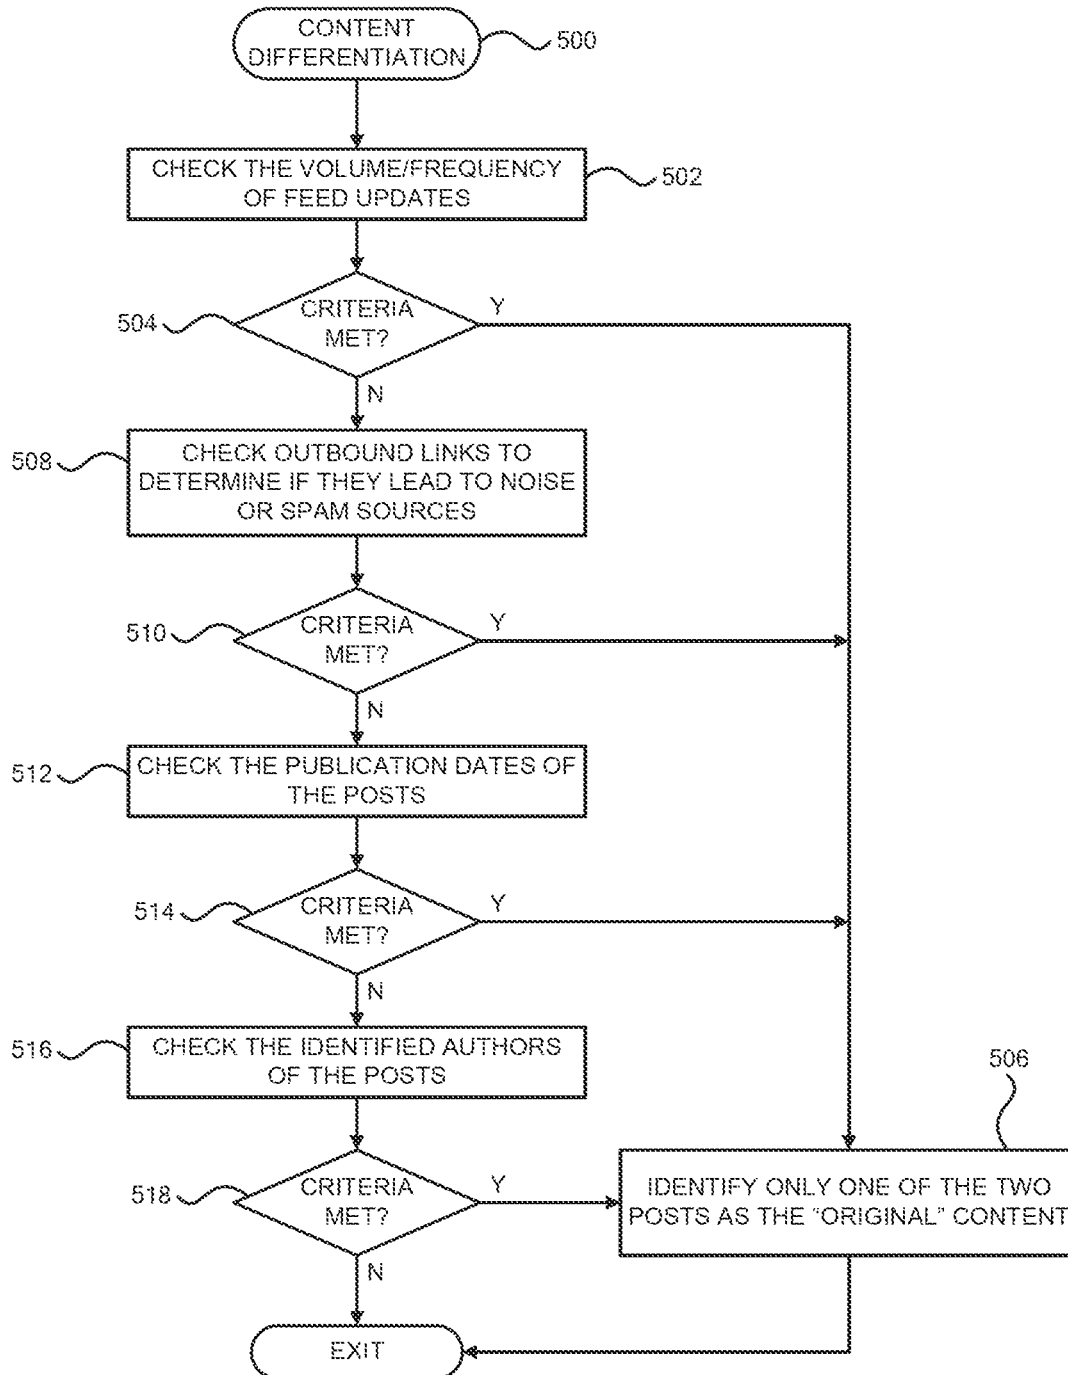 CONTENT
DIFFERENTIATION
500
CHECK THE VOLUME/FREQUENCY
OF FEED UPDATES
502
504
CRITERIA
MET?
Y
N
508
CHECK OUTBOUND LINKS TO
DETERMINE IF THEY LEAD TO NOISE
OR SPAM SOURCES
510
CRITERIA
MET?
Y
N
512
CHECK THE PUBLICATION DATES OF
THE POSTS
514
CRITERIA
MET?
Y
N
516
CHECK THE IDENTIFIED AUTHORS
OF THE POSTS
506
518
CRITERIA
MET?
Y
N
IDENTIFY ONLY ONE OF THE TWO
POSTS AS THE “ORIGINAL” CONTENT
EXIT